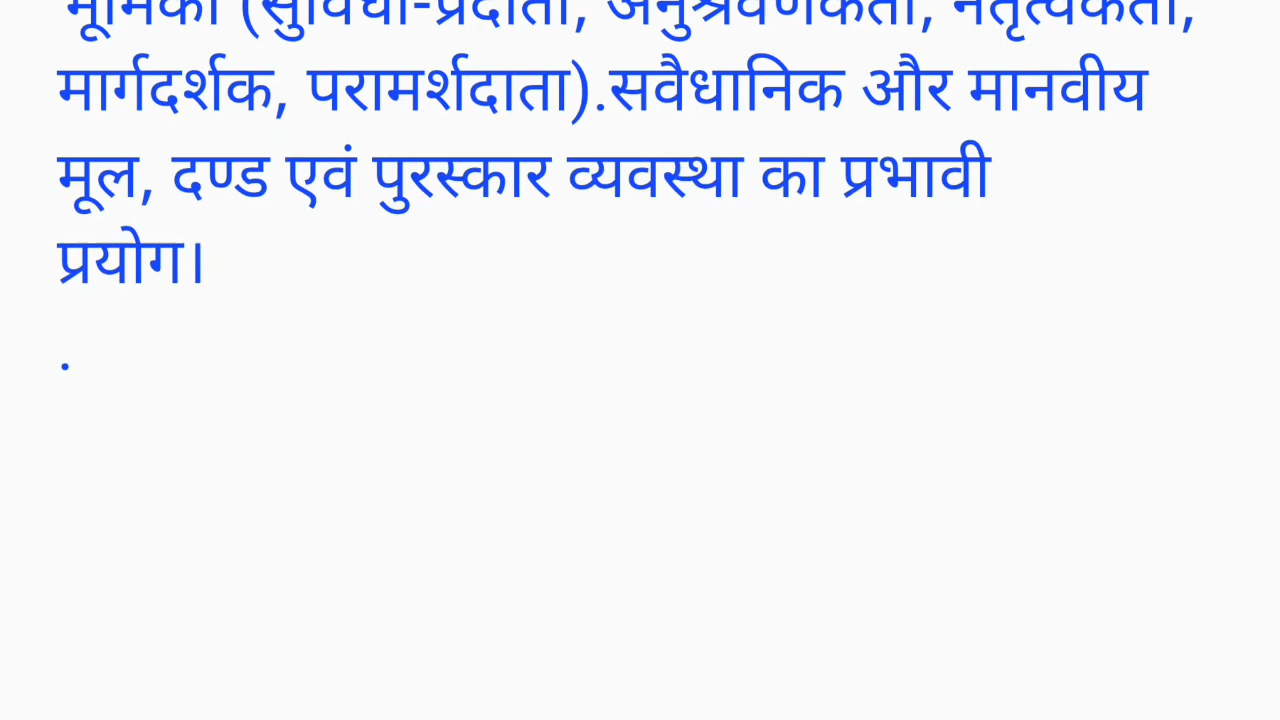 भूमिका (सुविधा-प्रदाता, अनुश्रवणकर्ता, नेतृत्वकर्ता,
मार्गदर्शक, परामर्शदाता).सवैधानिक और मानवीय
मूल, दण्ड एवं पुरस्कार व्यवस्था का प्रभावी
प्रयोग।
.